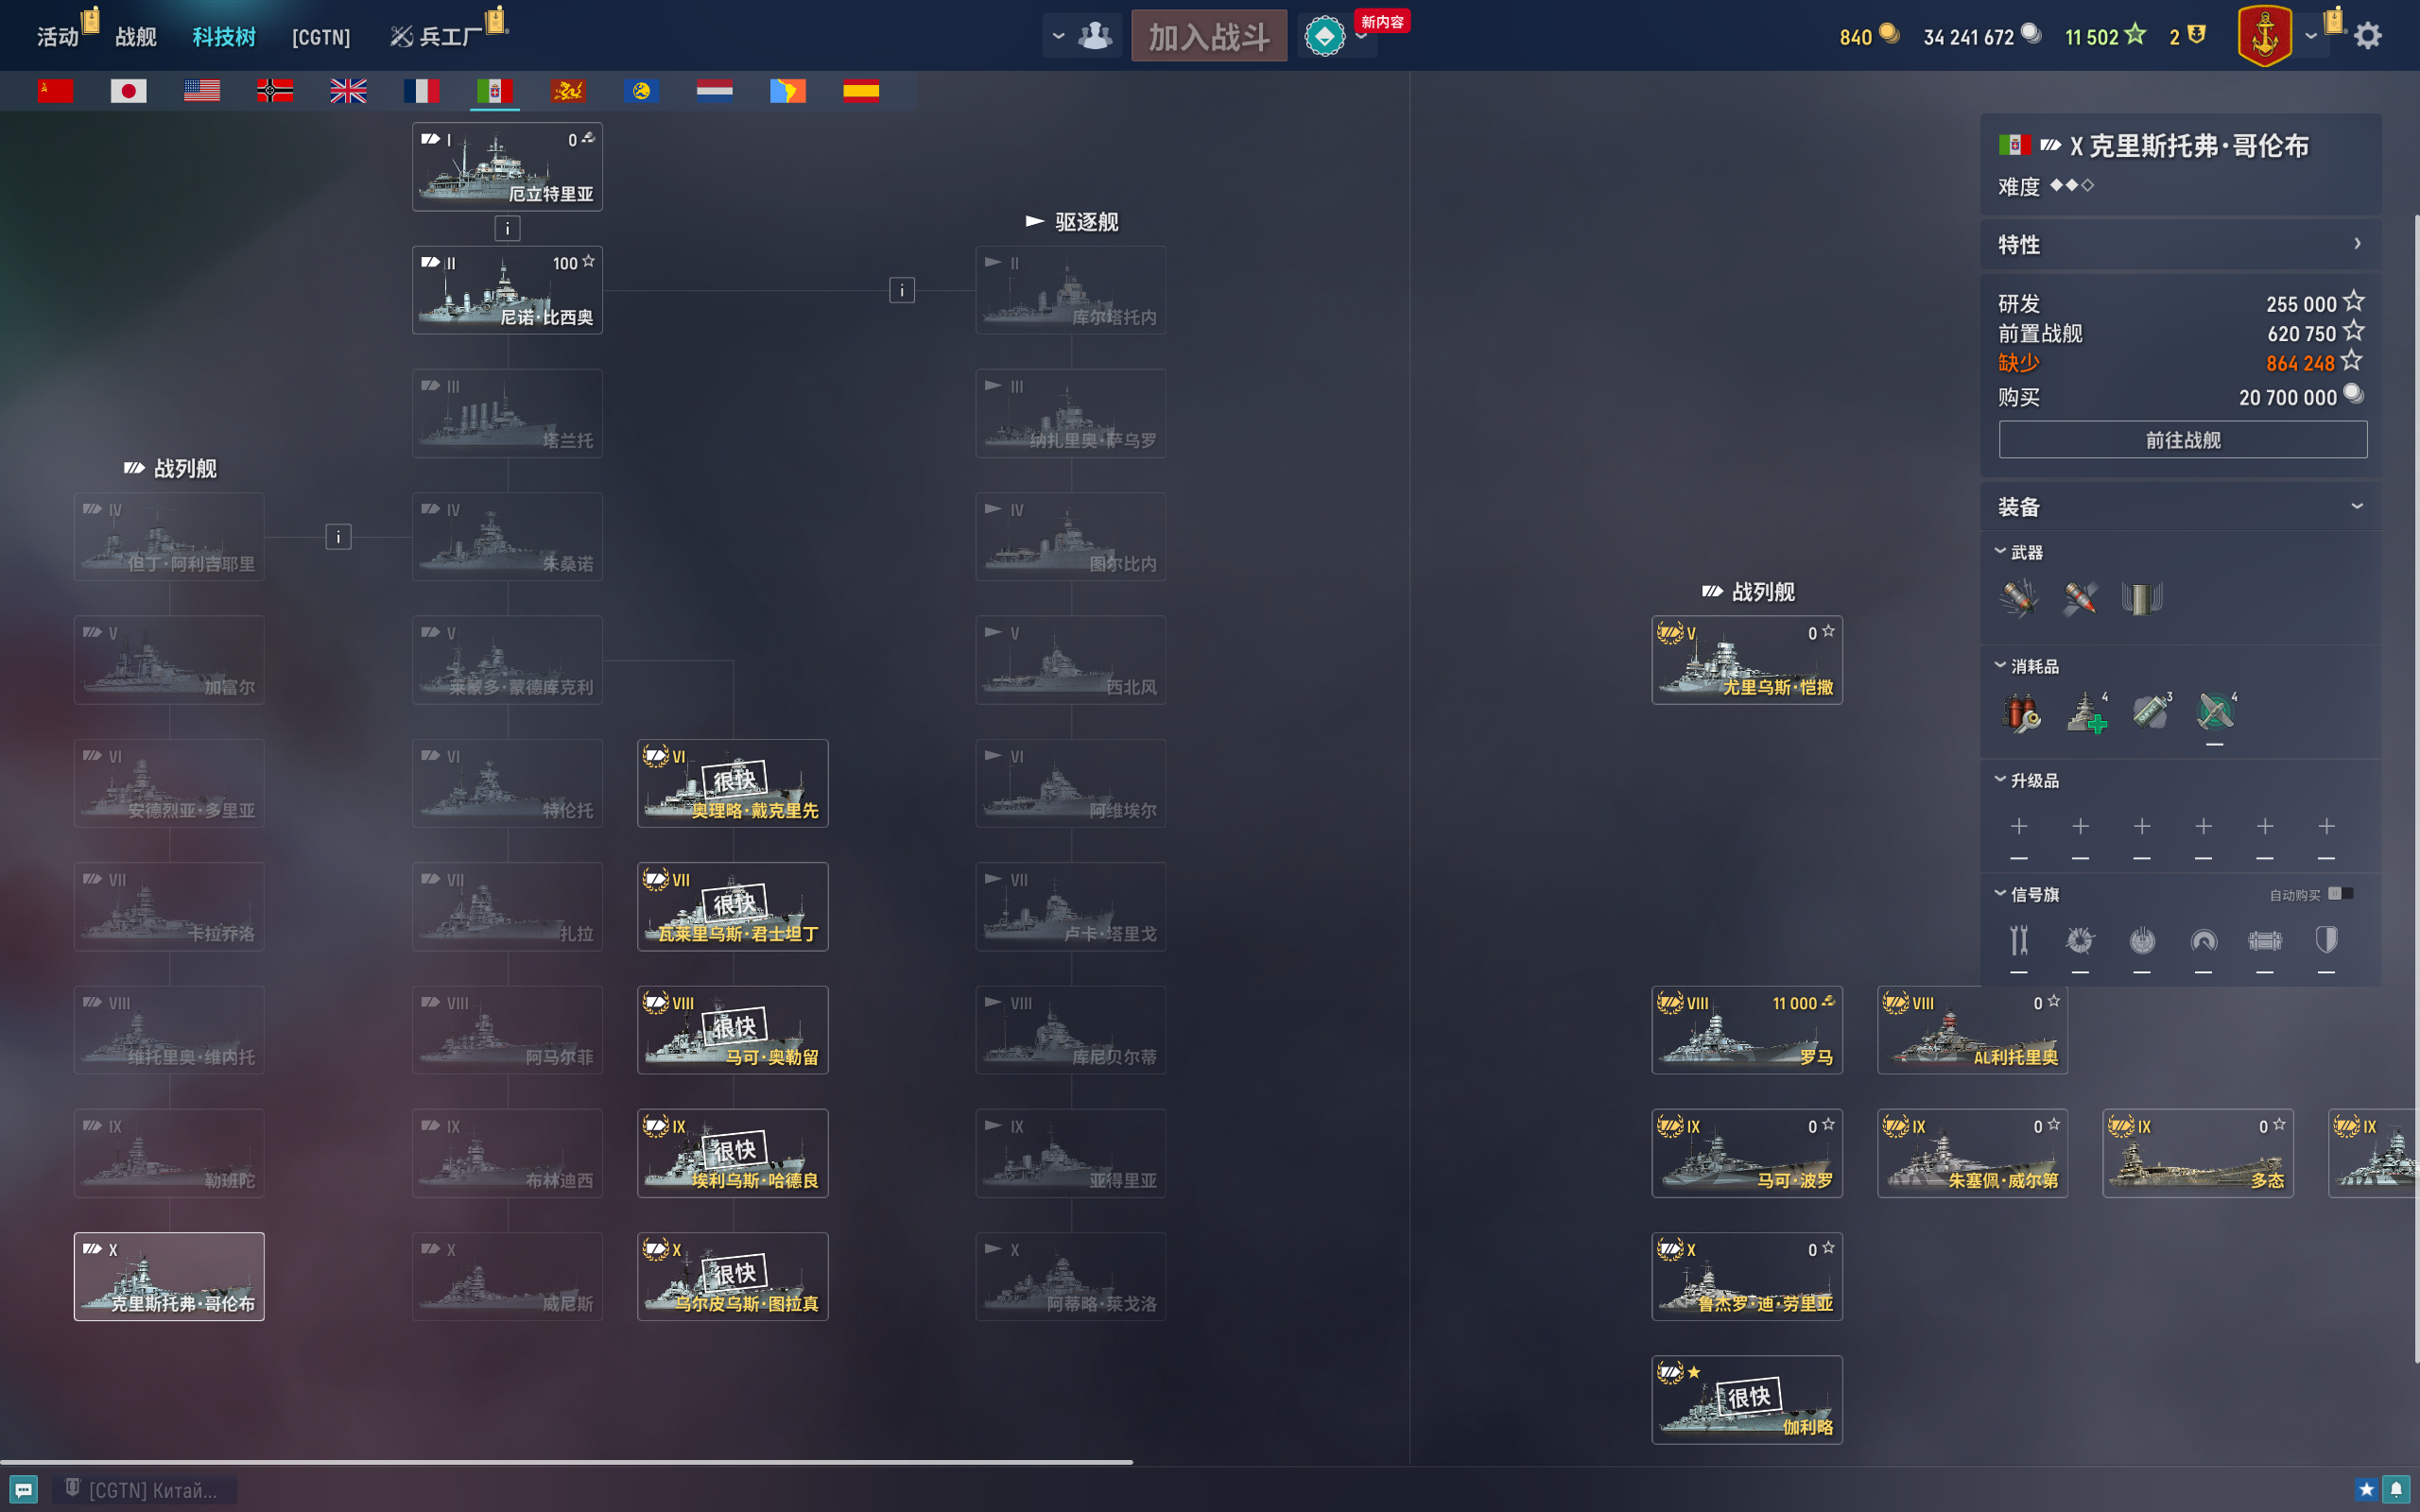 活动 战舰 科技树 [CGTN] 兵工厂 加入战斗 新内容 840 34 241 672 11 502 2
I 0
厄立特里亚
i
II 100
尼诺·比西奥
i
驱逐舰
II
库尔塔托内
III
塔兰托
III
纳扎里奥·萨乌罗
战列舰
IV
但丁·阿利吉耶里
i
IV
朱桑诺
IV
图尔比内
V
加富尔
V
莱蒙多·蒙德库克利
V
西北风
VI
安德烈亚·多里亚
VI
特伦托
VI
很快
奥理略·戴克里先
VI
阿维埃尔
VII
卡拉乔洛
VII
扎拉
VII
很快
瓦莱里乌斯·君士坦丁
VII
卢卡·塔里戈
VIII
维托里奥·维内托
VIII
阿马尔菲
VIII
很快
马可·奥勒留
VIII
库尼贝尔蒂
IX
勒班陀
IX
布林迪西
IX
很快
埃利乌斯·哈德良
IX
亚得里亚
X
克里斯托弗·哥伦布
X
威尼斯
X
很快
乌尔皮乌斯·图拉真
X
阿蒂略·莱戈洛
战列舰
V 0
尤里乌斯·恺撒
VIII 11 000
罗马
VIII 0
AL利托里奥
IX 0
马可·波罗
IX 0
朱塞佩·威尔第
IX 0
多态
IX
X 0
鲁杰罗·迪·劳里亚
很快
伽利略
X 克里斯托弗·哥伦布
难度
特性
研发 255 000
前置战舰 620 750
缺少 864 248
购买 20 700 000
前往战舰
装备
武器
消耗品
4 3 4
升级品
信号旗 自动购买
[CGTN] Китай...